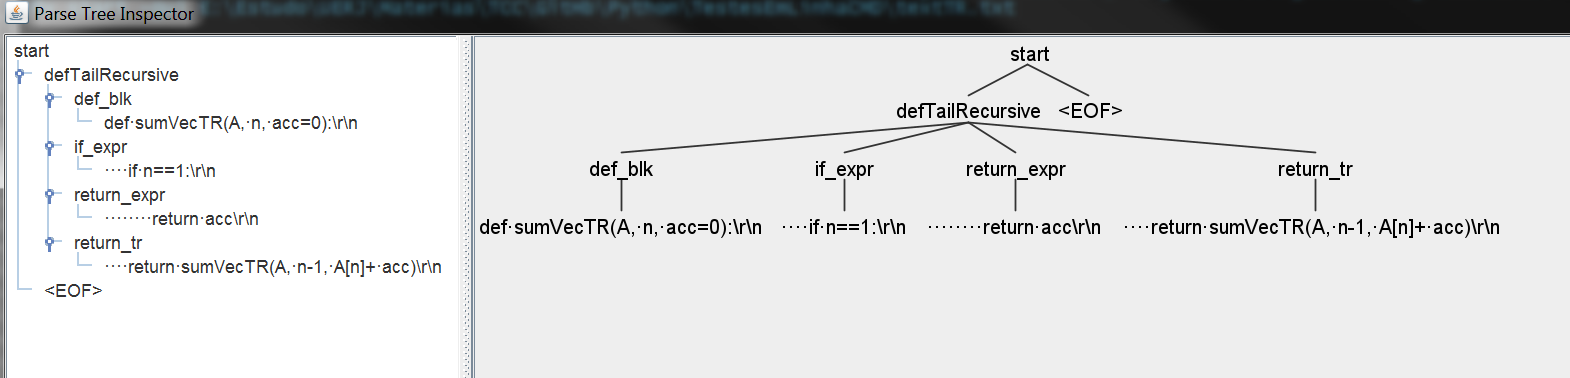 Parse Tree Inspector
start
defTailRecursive
def_blk
def·sumVecTR(A,·n,·acc=0):\r\n
if_expr
····if·n==1:\r\n
return_expr
········return·acc\r\n
return_tr
····return·sumVecTR(A,·n-1,·A[n]+·acc)\r\n
<EOF>
start
defTailRecursive <EOF>
def_blk if_expr return_expr return_tr
def·sumVecTR(A,·n,·acc=0):\r\n ····if·n==1:\r\n ········return·acc\r\n ····return·sumVecTR(A,·n-1,·A[n]+·acc)\r\n